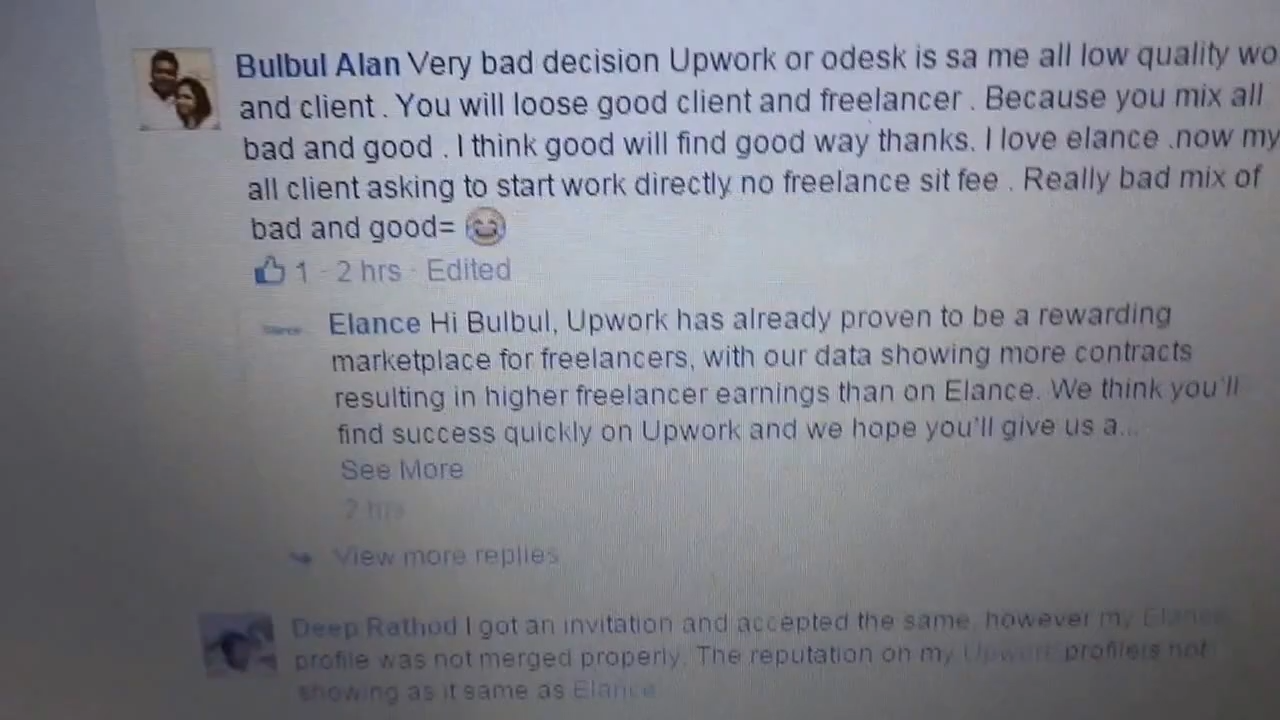 Bulbul Alan Very bad decision Upwork or odesk is sa me all low quality wo
and client . You will loose good client and freelancer . Because you mix all
bad and good . I think good will find good way thanks. I love elance .now my
all client asking to start work directly no freelance sit fee . Really bad mix of
bad and good= 😂
1 · 2 hrs · Edited
Elance Hi Bulbul, Upwork has already proven to be a rewarding
marketplace for freelancers, with our data showing more contracts
resulting in higher freelancer earnings than on Elance. We think you'll
find success quickly on Upwork and we hope you'll give us a...
See More
2 hrs
View more replies
Deep Rathod I got an invitation and accepted the same, however my Elance
profile was not merged properly. The reputation on my Upwork profileis not
showing as it same as Elance